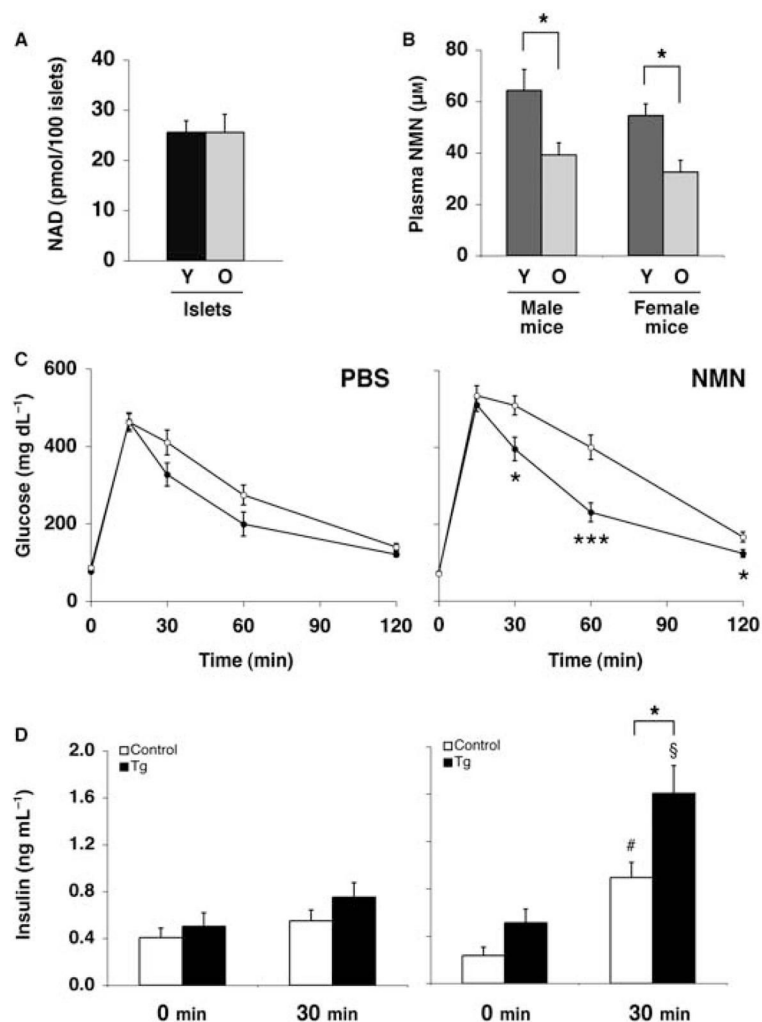 A
NAD (pmol/100 islets)
40
30
20
10
0
Y O
Islets
B
Plasma NMN (µM)
80
60
40
20
0
*
*
Y O
Y O
Male mice
Female mice
C
Glucose (mg dL⁻¹)
600
400
200
0
PBS
0 30 60 90 120
Time (min)
NMN
*
***
*
0 30 60 90 120
Time (min)
D
Insulin (ng mL⁻¹)
2.0
1.6
1.2
0.8
0.4
0.0
Control
Tg
0 min 30 min
Control
Tg
*
§
#
0 min 30 min